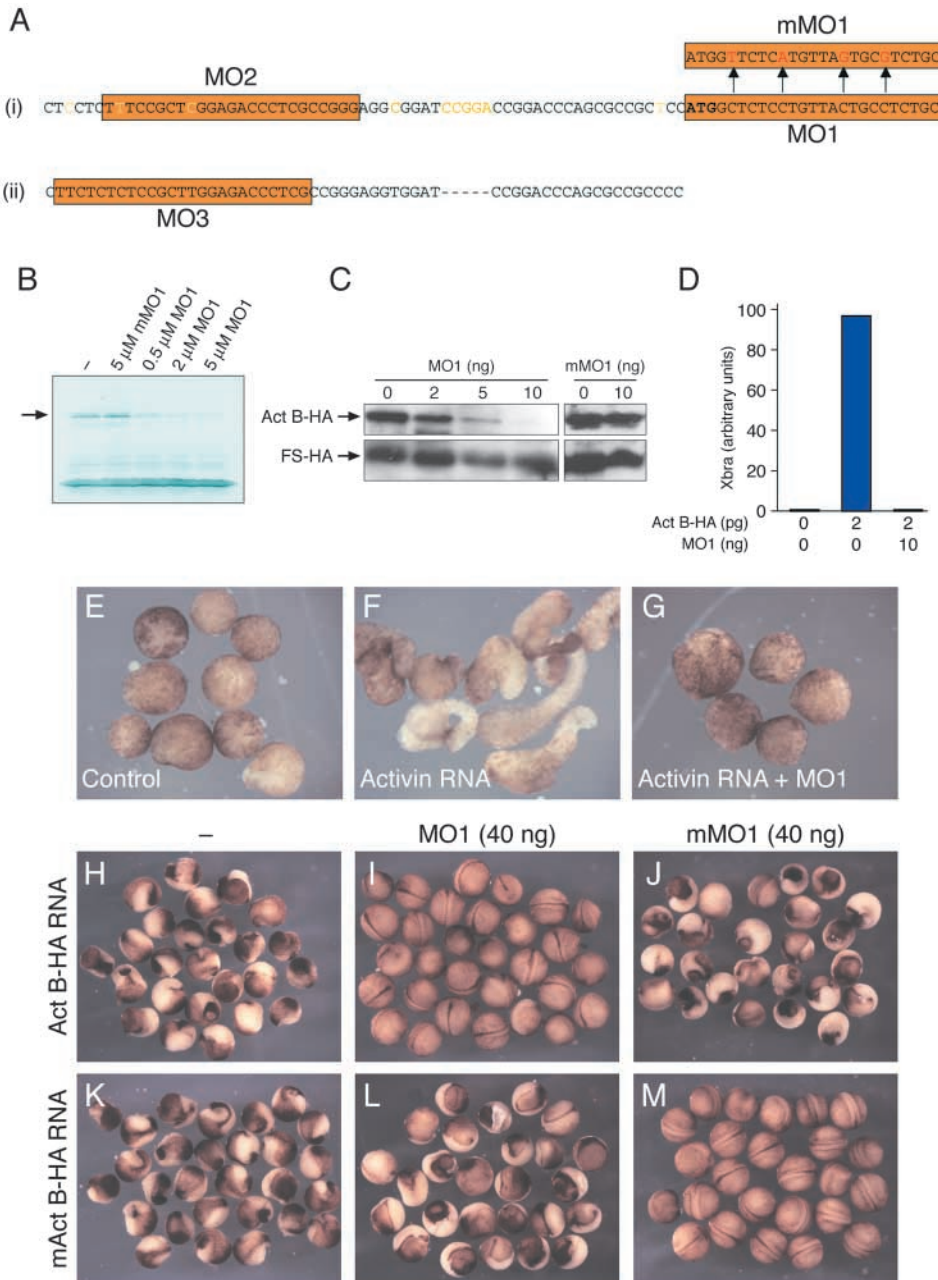 A
mMO1
ATGGTTCTCATGTTAGTGCGTCTGC
MO2
(i) CTCCTCTTTCCGCTCGGAGACCCTCGCCGGGAGGCGGATCCGGACCGGACCCAGCGCCGCTCCATGGCTCTCCTGTTACTGCCTCTGC
MO1
(ii) CTTCTCTCTCCGCTTGGAGACCCTCGCCGGGAGGTGGAT-----CCGGACCCAGCGCCGCCCC
MO3
B
–
5 µM mMO1
0.5 µM MO1
2 µM MO1
5 µM MO1
C
MO1 (ng) mMO1 (ng)
0 2 5 10 0 10
Act B-HA
FS-HA
D
Xbra (arbitrary units)
100
80
60
40
20
0
Act B-HA (pg) 0 2 2
MO1 (ng) 0 0 10
E
Control
F
Activin RNA
G
Activin RNA + MO1
– MO1 (40 ng) mMO1 (40 ng)
Act B-HA RNA
H I J
mAct B-HA RNA
K L M